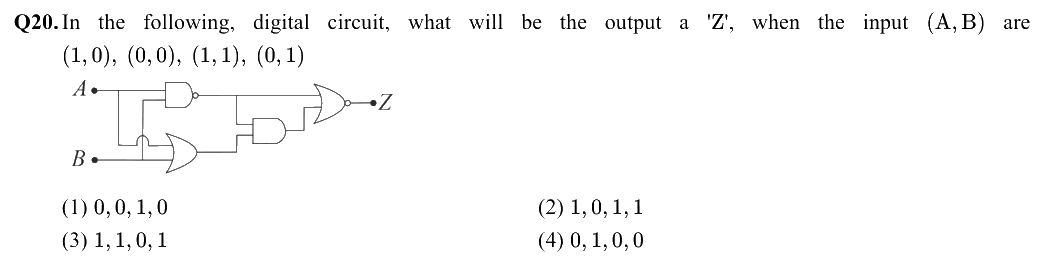 Q20. In the following, digital circuit, what will be the output a 'Z', when the input (A, B) are
(1, 0), (0, 0), (1, 1), (0, 1)
A
Z
B
(1) 0, 0, 1, 0 (2) 1, 0, 1, 1
(3) 1, 1, 0, 1 (4) 0, 1, 0, 0